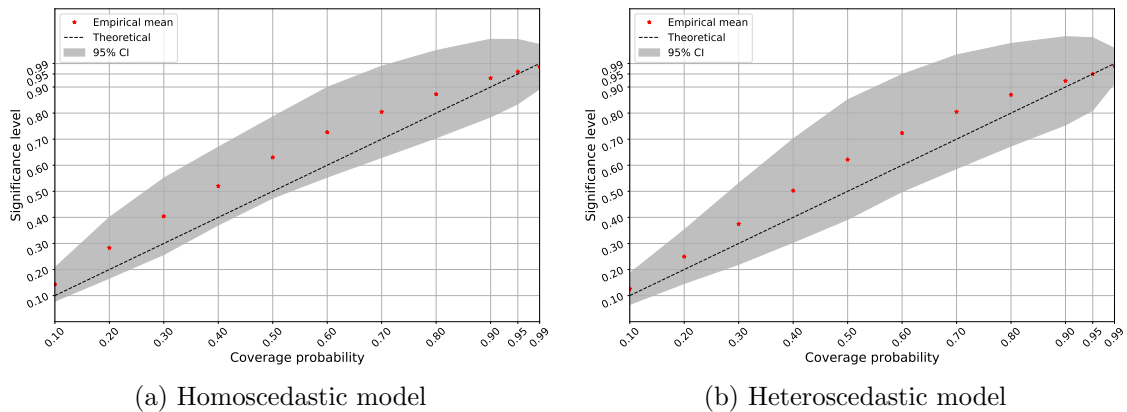 Empirical mean
Theoretical
95% CI
Significance level
0.99
0.95
0.90
0.80
0.70
0.60
0.50
0.40
0.30
0.20
0.10
0.10 0.20 0.30 0.40 0.50 0.60 0.70 0.80 0.90 0.95 0.99
Coverage probability
(a) Homoscedastic model
Empirical mean
Theoretical
95% CI
Significance level
0.99
0.95
0.90
0.80
0.70
0.60
0.50
0.40
0.30
0.20
0.10
0.10 0.20 0.30 0.40 0.50 0.60 0.70 0.80 0.90 0.95 0.99
Coverage probability
(b) Heteroscedastic model